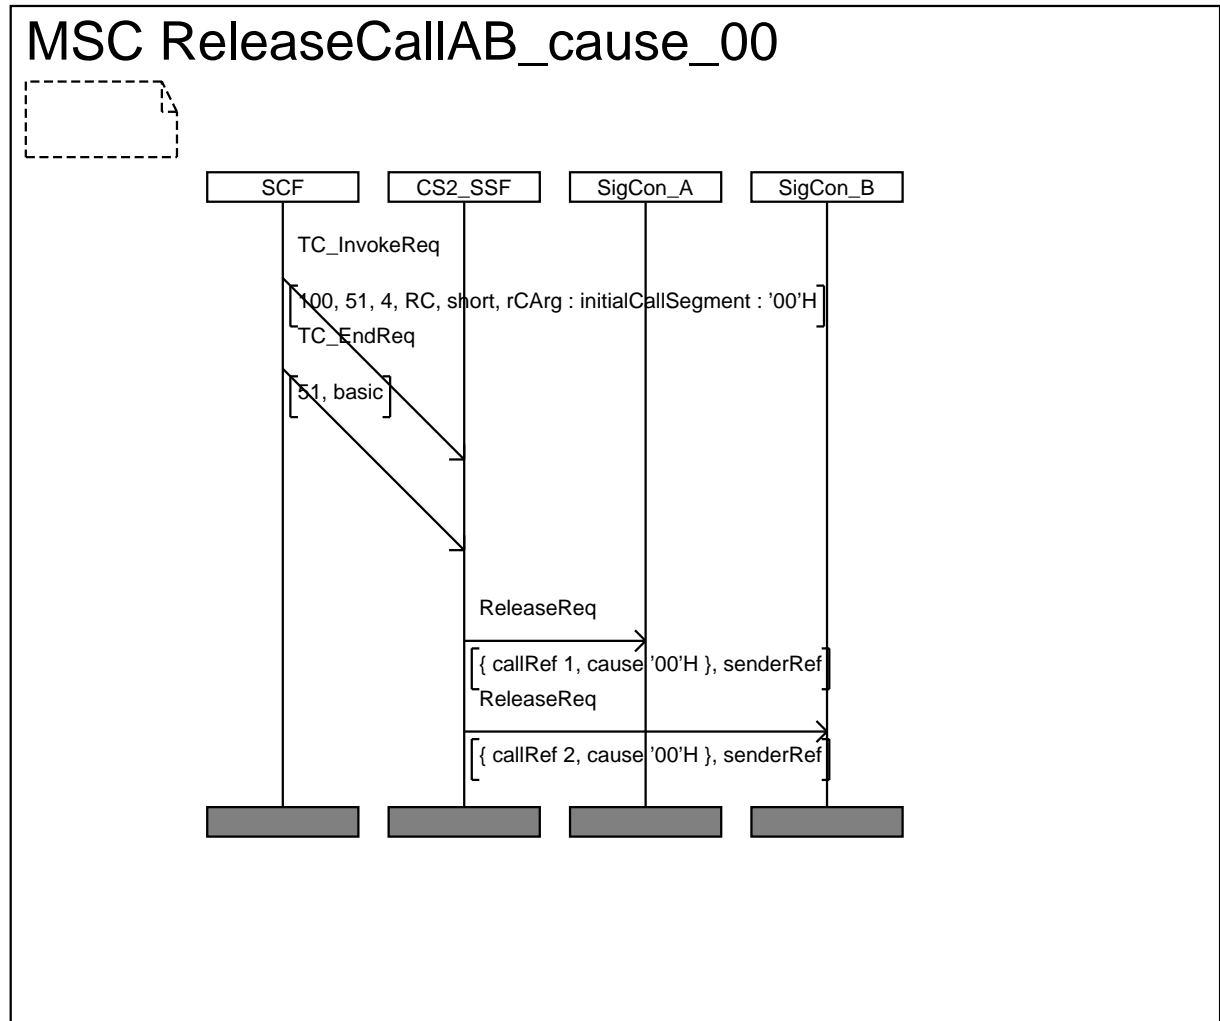 MSC ReleaseCallAB_cause_00
SCF
CS2_SSF
SigCon_A
SigCon_B
TC_InvokeReq
100, 51, 4, RC, short, rCArg : initialCallSegment : '00'H
TC_EndReq
51, basic
ReleaseReq
{ callRef 1, cause '00'H }, senderRef
ReleaseReq
{ callRef 2, cause '00'H }, senderRef